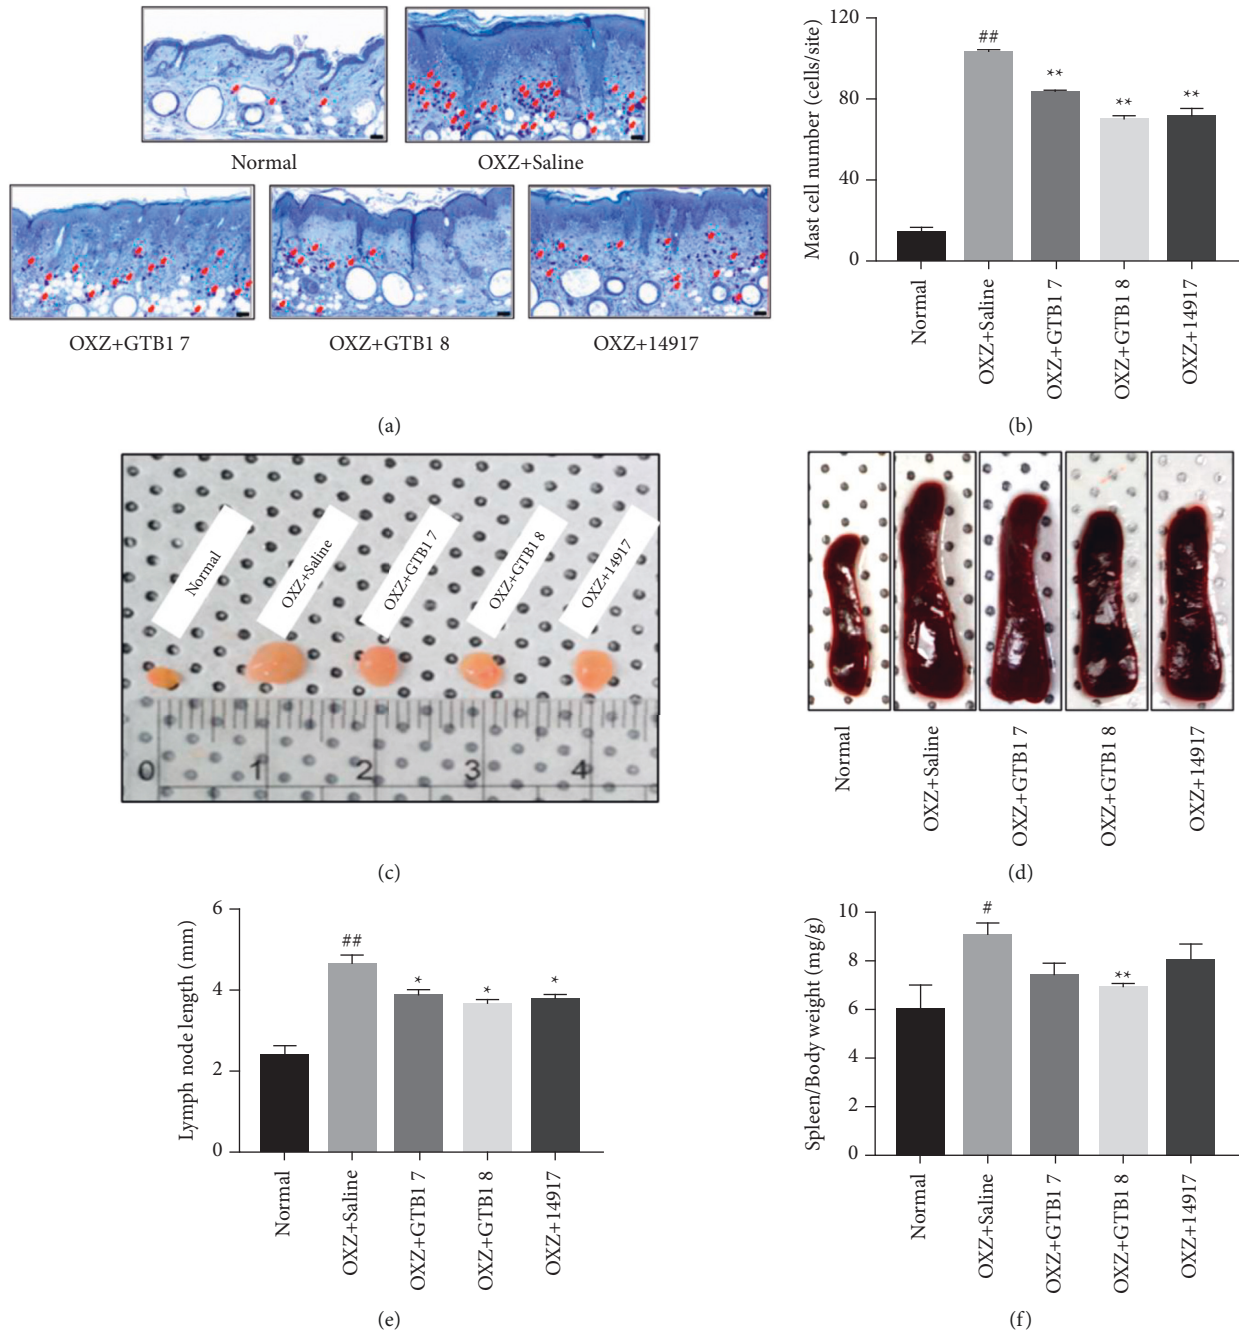 Normal
OXZ+Saline
OXZ+GTB1 7
OXZ+GTB1 8
OXZ+14917
(a)
Mast cell number (cells/site)
120
80
40
0
##
**
**
**
Normal
OXZ+Saline
OXZ+GTB1 7
OXZ+GTB1 8
OXZ+14917
(b)
Normal
OXZ+Saline
OXZ+GTB1 7
OXZ+GTB1 8
OXZ+14917
0 1 2 3 4
(c)
Normal
OXZ+Saline
OXZ+GTB1 7
OXZ+GTB1 8
OXZ+14917
(d)
Lymph node length (mm)
6
4
2
0
##
*
*
*
Normal
OXZ+Saline
OXZ+GTB1 7
OXZ+GTB1 8
OXZ+14917
(e)
Spleen/Body weight (mg/g)
10
8
6
4
2
0
#
**
Normal
OXZ+Saline
OXZ+GTB1 7
OXZ+GTB1 8
OXZ+14917
(f)